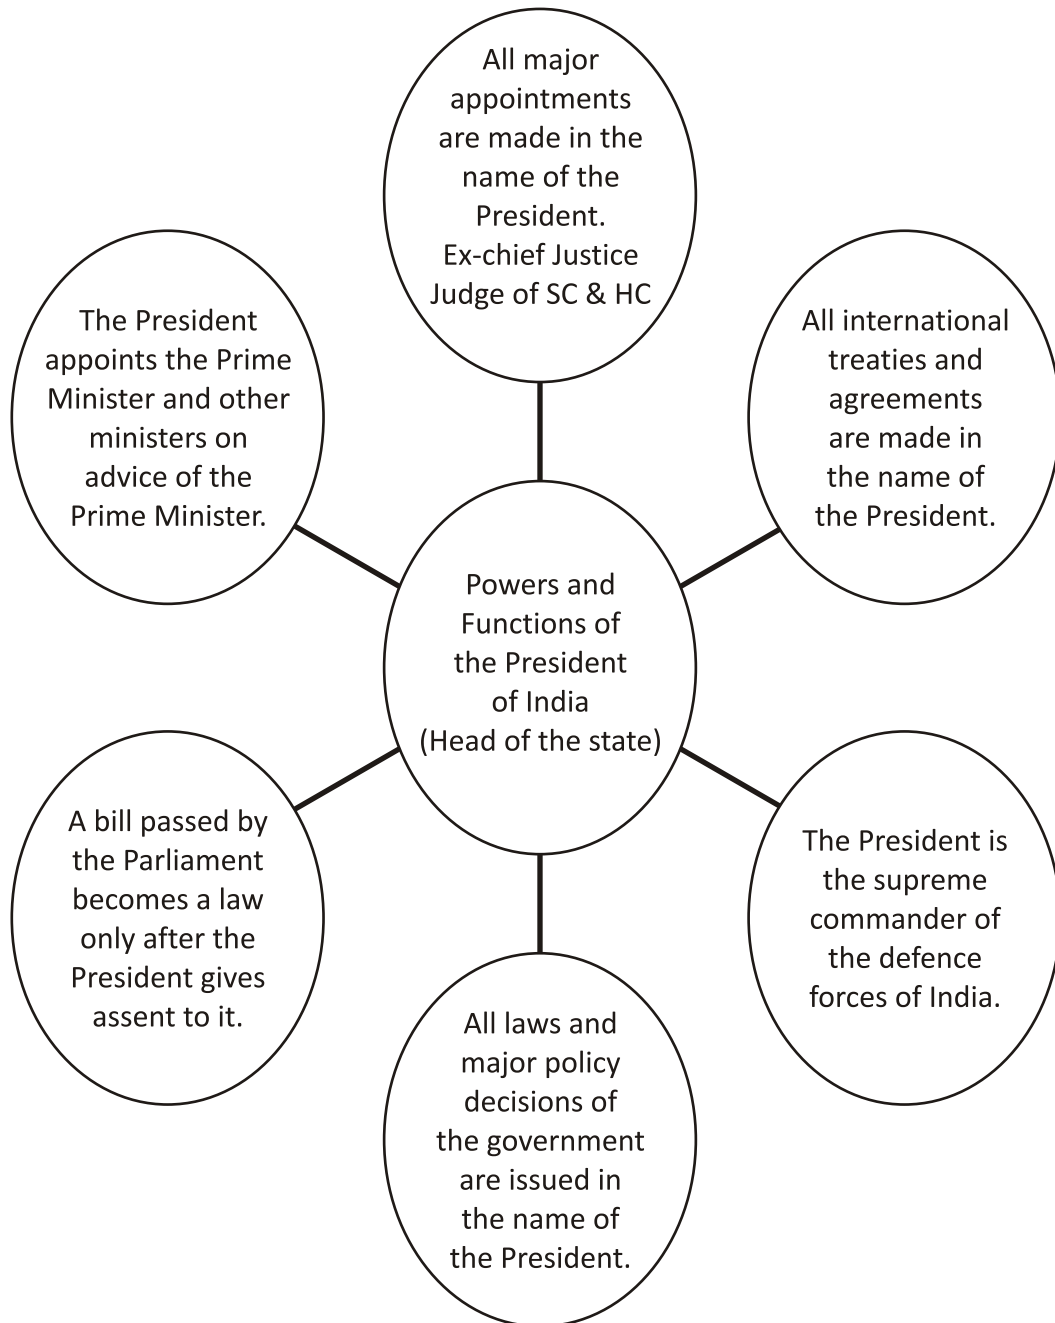 All major
appointments
are made in the
name of the
President.
Ex-chief Justice
Judge of SC & HC
The President
appoints the Prime
Minister and other
ministers on
advice of the
Prime Minister.
All international
treaties and
agreements
are made in
the name of
the President.
Powers and
Functions of
the President
of India
(Head of the state)
A bill passed by
the Parliament
becomes a law
only after the
President gives
assent to it.
The President is
the supreme
commander of
the defence
forces of India.
All laws and
major policy
decisions of
the government
are issued in
the name of
the President.